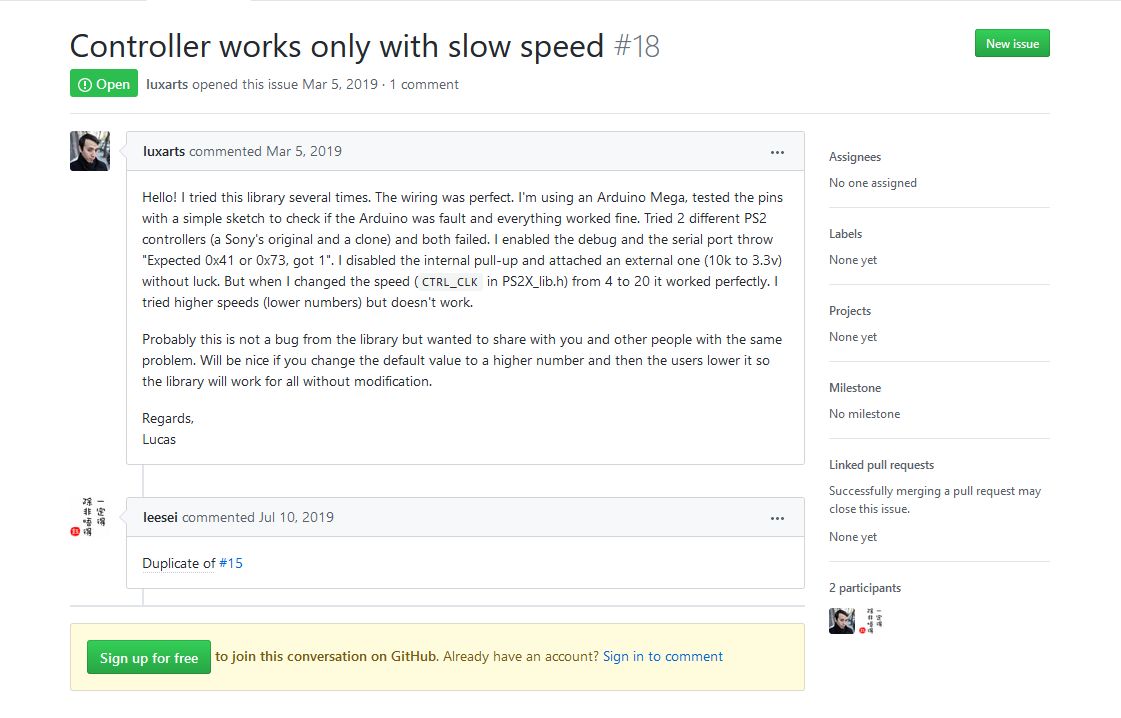 Controller works only with slow speed #18
New issue
Open luxarts opened this issue Mar 5, 2019 · 1 comment
luxarts commented Mar 5, 2019
Hello! I tried this library several times. The wiring was perfect. I'm using an Arduino Mega, tested the pins
with a simple sketch to check if the Arduino was fault and everything worked fine. Tried 2 different PS2
controllers (a Sony's original and a clone) and both failed. I enabled the debug and the serial port throw
"Expected 0x41 or 0x73, got 1". I disabled the internal pull-up and attached an external one (10k to 3.3v)
without luck. But when I changed the speed ( CTRL_CLK in PS2X_lib.h) from 4 to 20 it worked perfectly. I
tried higher speeds (lower numbers) but doesn't work.
Probably this is not a bug from the library but wanted to share with you and other people with the same
problem. Will be nice if you change the default value to a higher number and then the users lower it so
the library will work for all without modification.
Regards,
Lucas
一定得
除非唔得
leesei commented Jul 10, 2019
Duplicate of #15
Sign up for free to join this conversation on GitHub. Already have an account? Sign in to comment
Assignees
No one assigned
Labels
None yet
Projects
None yet
Milestone
No milestone
Linked pull requests
Successfully merging a pull request may
close this issue.
None yet
2 participants